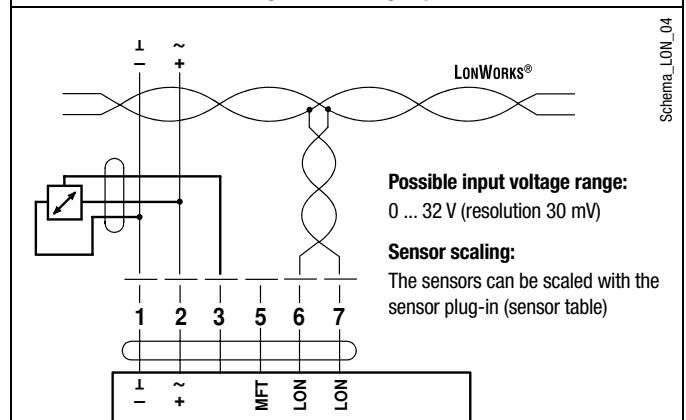 ⊥ ~
– +
LONWORKS®
Schema_LON_04
Possible input voltage range:
0 ... 32 V (resolution 30 mV)
Sensor scaling:
The sensors can be scaled with the
sensor plug-in (sensor table)
1 2 3 5 6 7
⊥ ~ MFT LON LON
– +